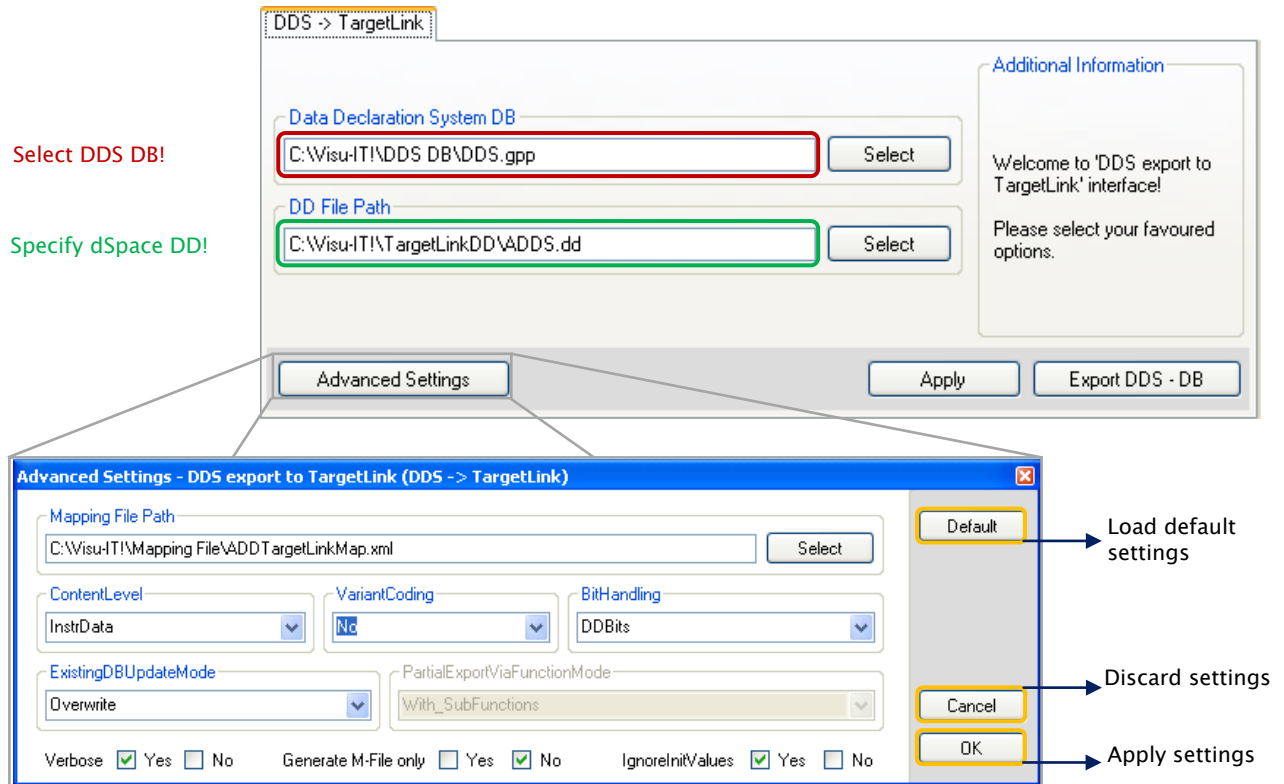 DDS -> TargetLink
Additional Information
Data Declaration System DB
Select DDS DB!
C:\Visu-IT!\DDS DB\DDS.gpp
Select
Welcome to 'DDS export to
TargetLink' interface!
DD File Path
Please select your favoured
options.
Specify dSpace DD!
C:\Visu-IT!\TargetLinkDD\ADDS.dd
Select
Advanced Settings
Apply
Export DDS - DB
Advanced Settings - DDS export to TargetLink (DDS -> TargetLink)
Mapping File Path
Default
Load default
settings
C:\Visu-IT!\Mapping File\ADDTargetLinkMap.xml
Select
ContentLevel
VariantCoding
BitHandling
InstrData
No
DDBits
ExistingDBUpdateMode
PartialExportViaFunctionMode
Discard settings
Overwrite
With_SubFunctions
Cancel
OK
Apply settings
Verbose Yes No
Generate M-File only Yes No
IgnoreInitValues Yes No